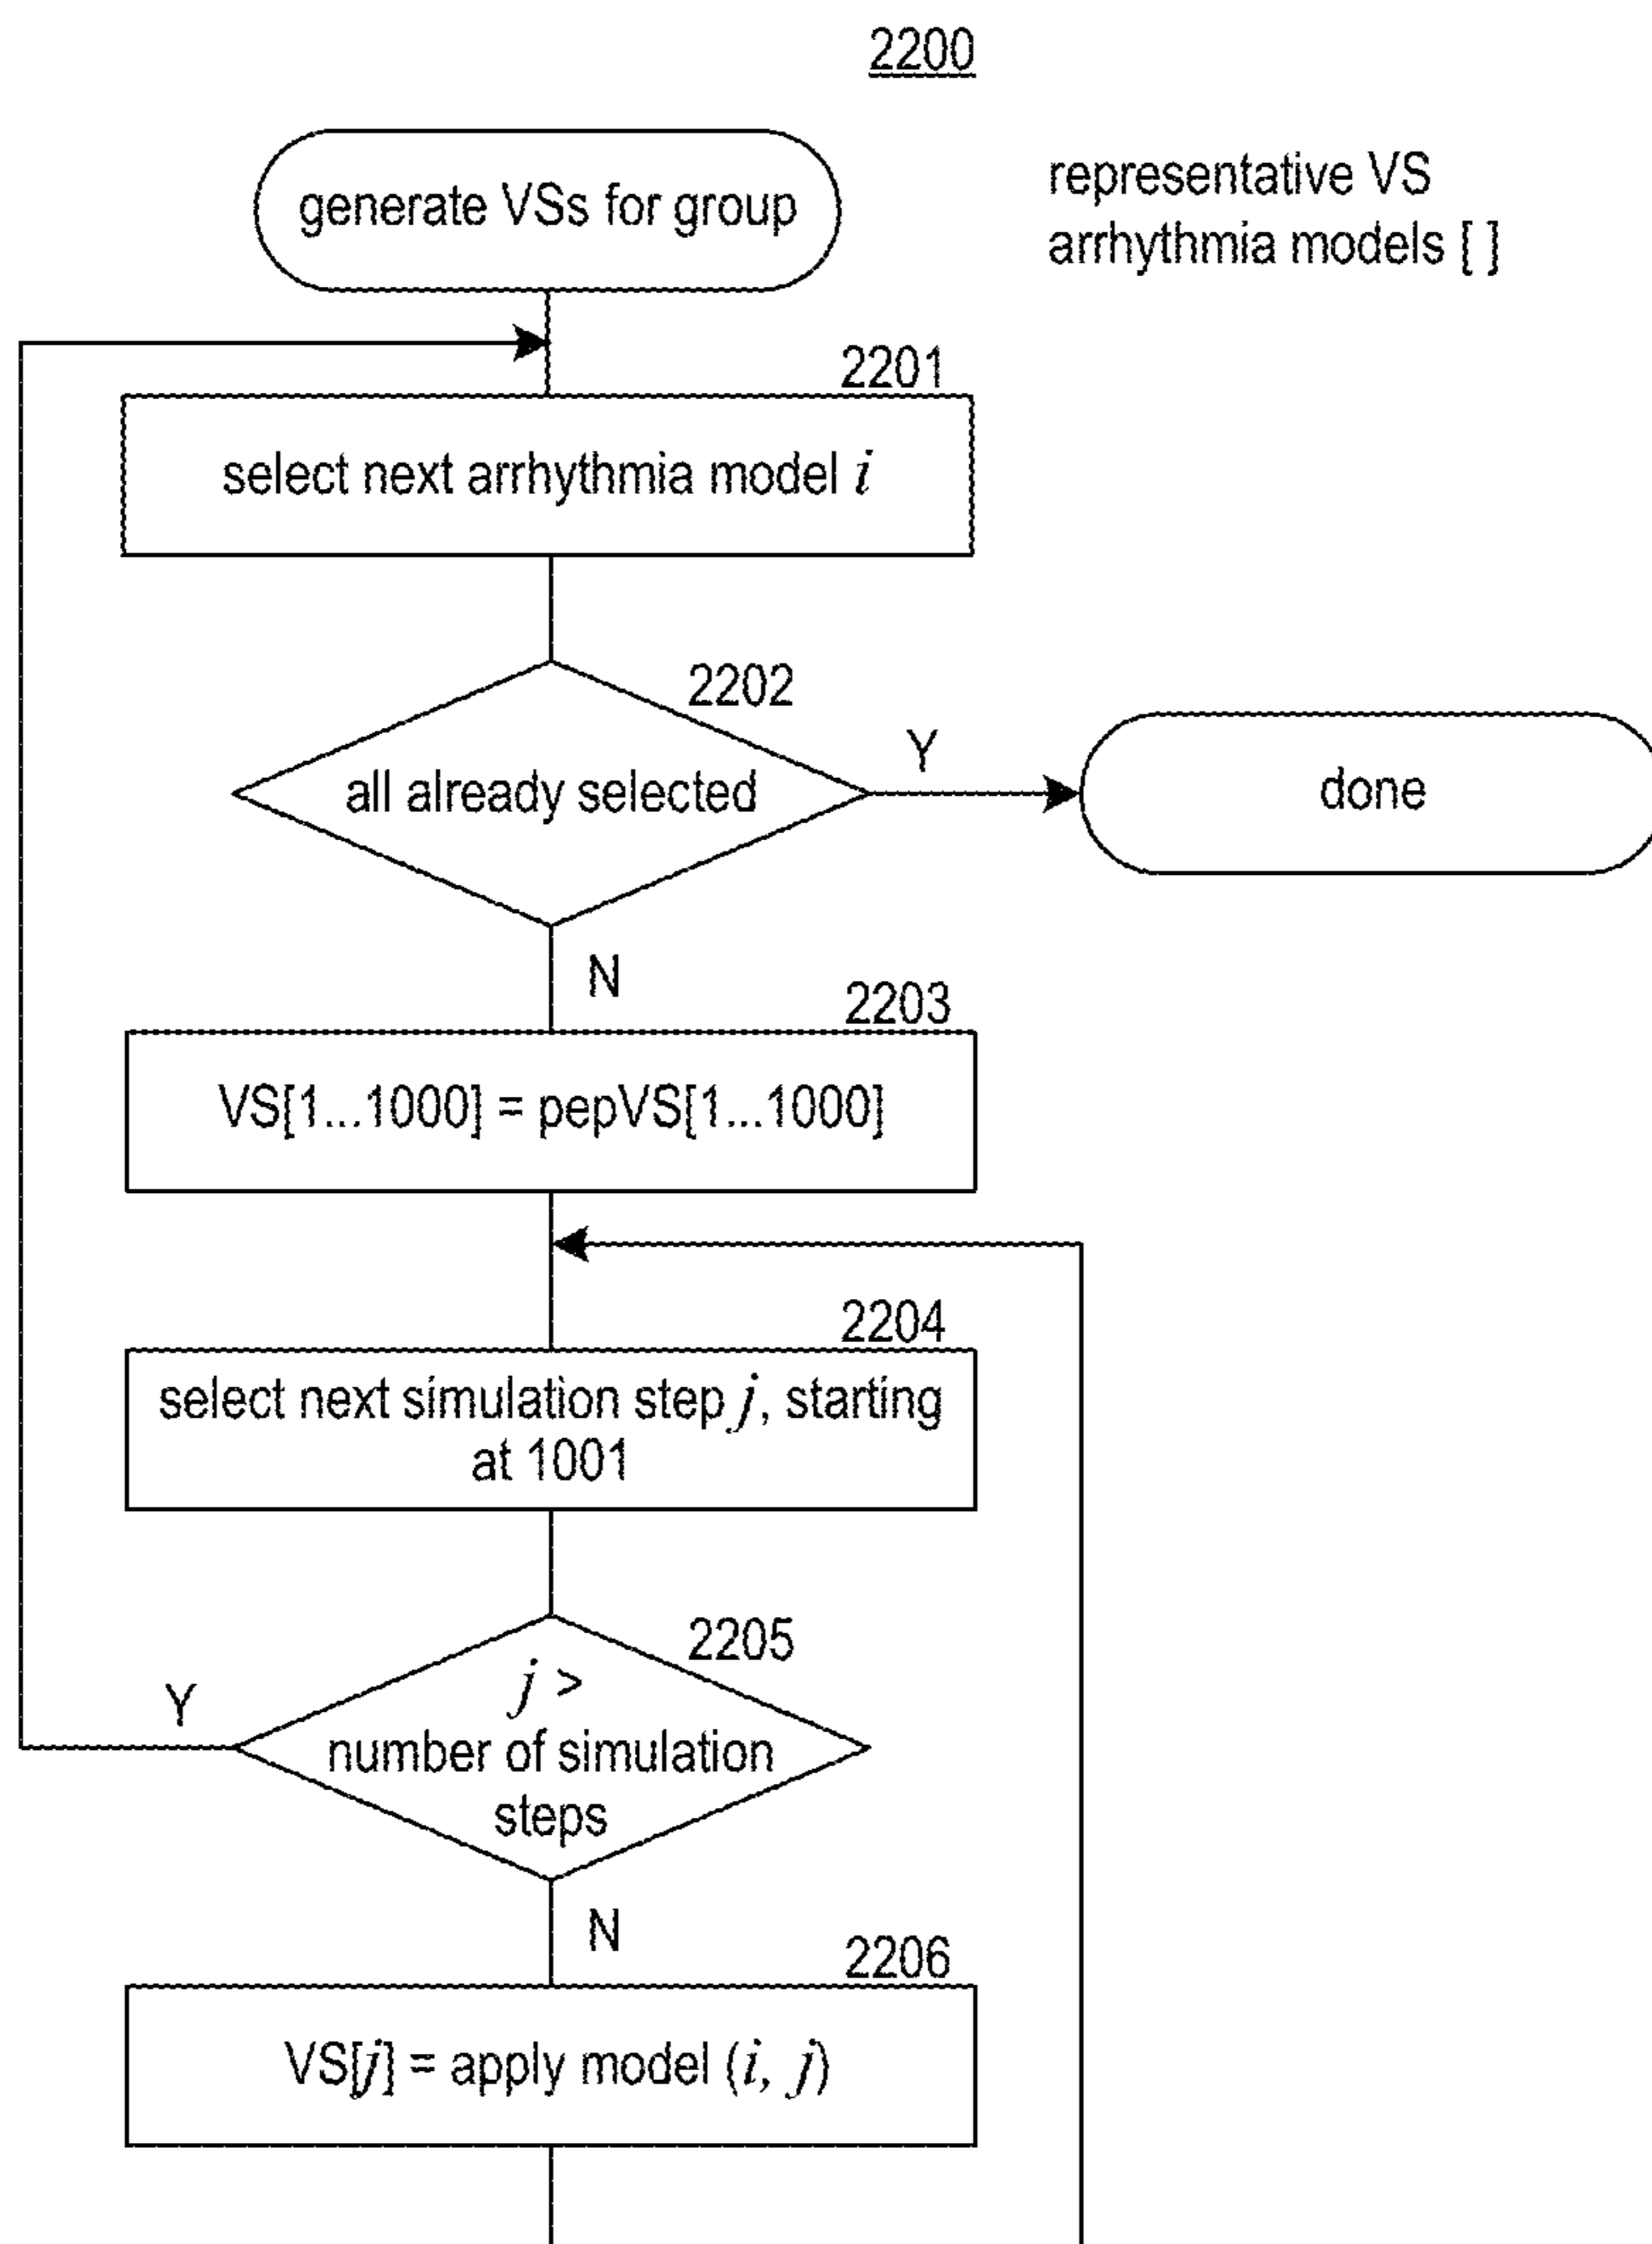 2200
generate VSs for group
representative VS
arrhythmia models [ ]
2201
select next arrhythmia model i
2202
all already selected
Y
done
N
2203
VS[1...1000] = pepVS[1...1000]
2204
select next simulation step j, starting
at 1001
2205
j >
number of simulation
steps
Y
N
2206
VS[j] = apply model (i, j)